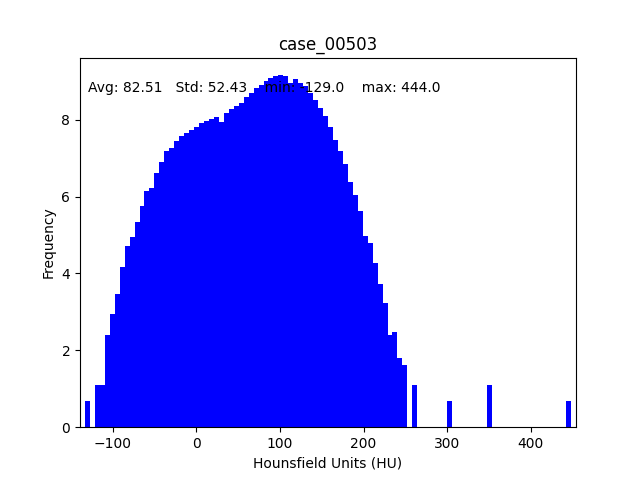 case_00503
Avg: 82.51 Std: 52.43 min: -129.0 max: 444.0
8
6
4
2
0
Frequency
−100 0 100 200 300 400
Hounsfield Units (HU)